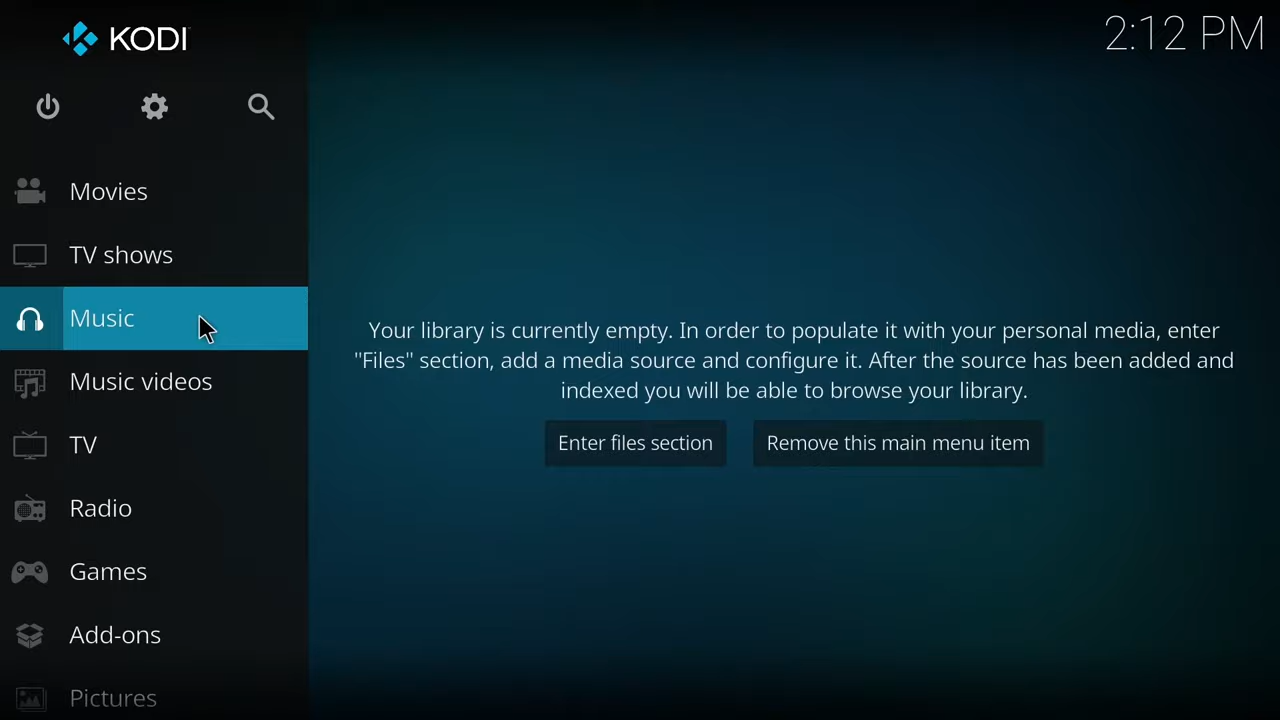 KODI
2:12 PM
Movies
TV shows
Music
Music videos
TV
Radio
Games
Add-ons
Pictures
Your library is currently empty. In order to populate it with your personal media, enter
"Files" section, add a media source and configure it. After the source has been added and
indexed you will be able to browse your library.
Enter files section
Remove this main menu item